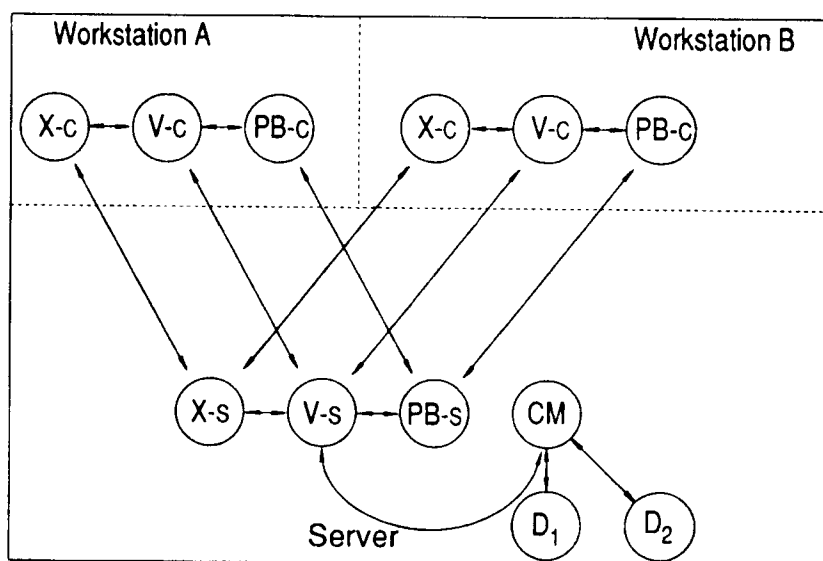 Workstation A
Workstation B
X-C V-C PB-C X-C V-C PB-C
X-S V-S PB-S CM
Server
D1 D2